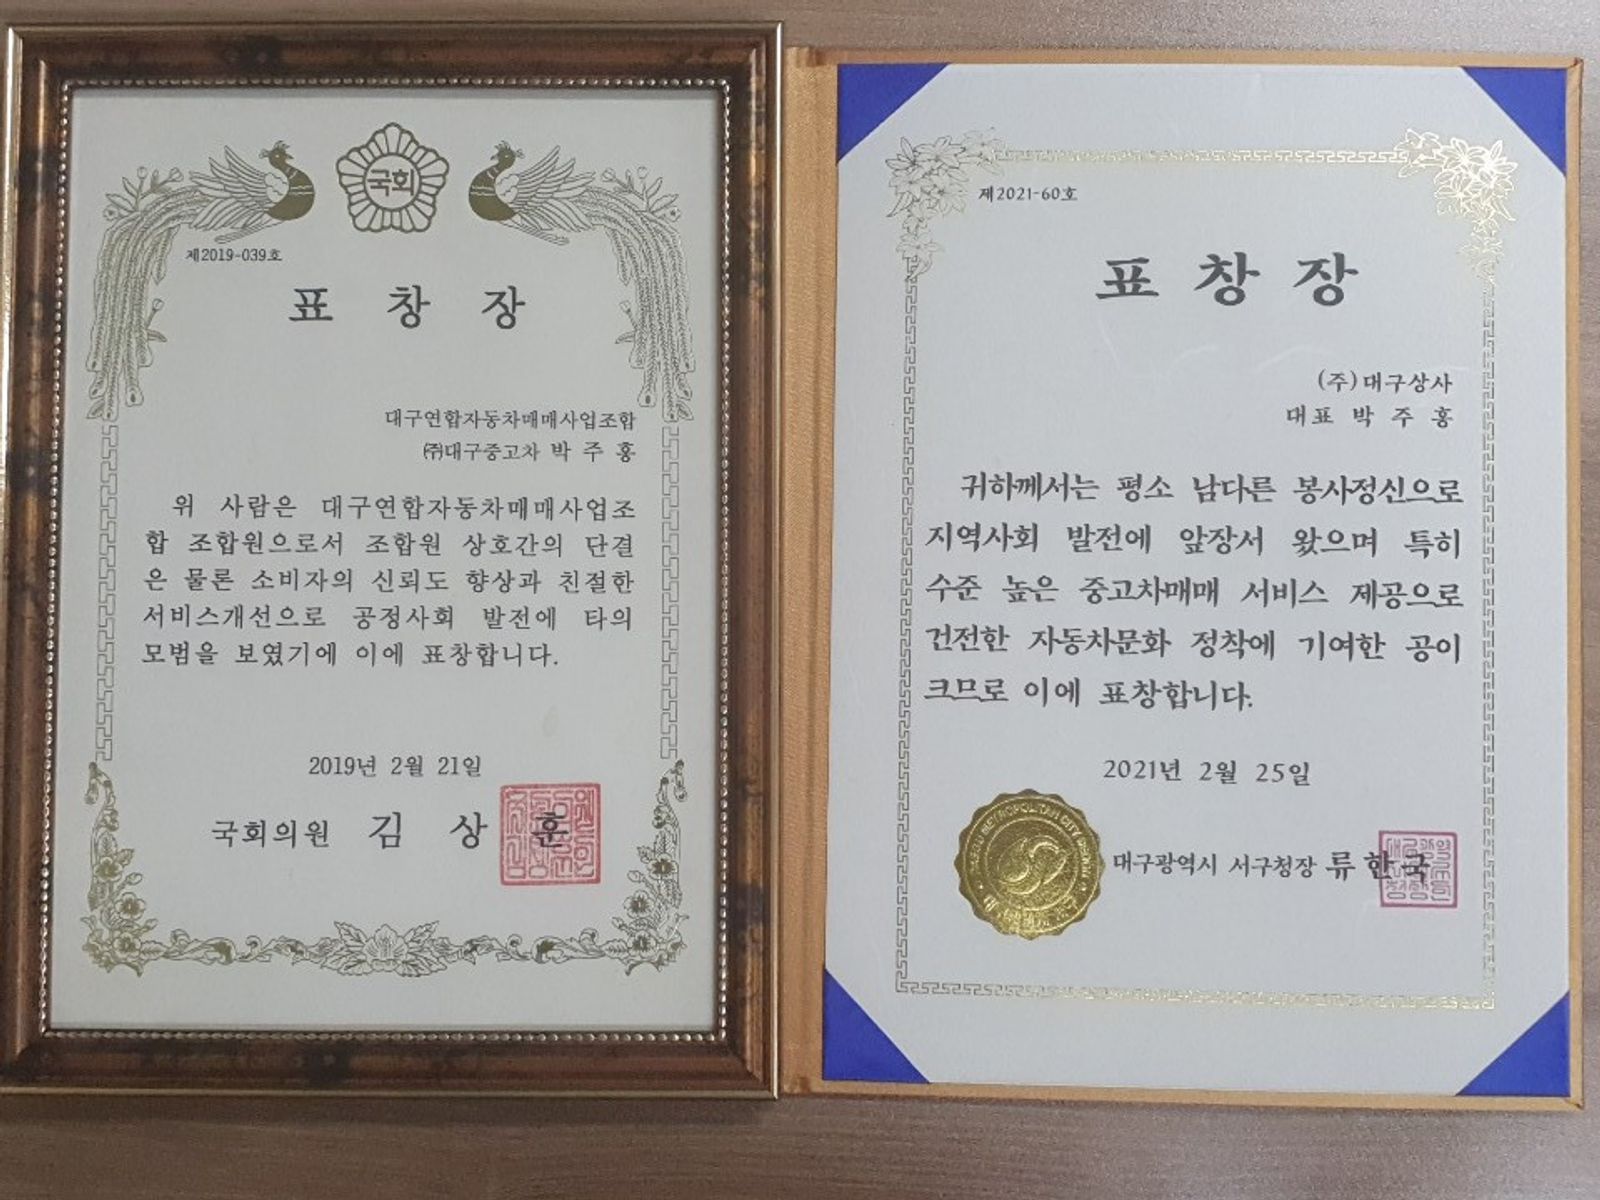 국회
제2019-039호
표 창 장
대구연합자동차매매사업조합
㈜대구중고차 박 주 홍
위 사람은 대구연합자동차매매사업조
합 조합원으로서 조합원 상호간의 단결
은 물론 소비자의 신뢰도 향상과 친절한
서비스개선으로 공정사회 발전에 타의
모범을 보였기에 이에 표창합니다.
2019년 2월 21일
국회의원 김 상 훈
제2021-60호
표 창 장
(주)대구상사
대표 박 주 홍
귀하께서는 평소 남다른 봉사정신으로
지역사회 발전에 앞장서 왔으며 특히
수준 높은 중고차매매 서비스 제공으로
건전한 자동차문화 정착에 기여한 공이
크므로 이에 표창합니다.
2021년 2월 25일
METROPOLITAN CITY
대구광역시 서구청장 류 한 국